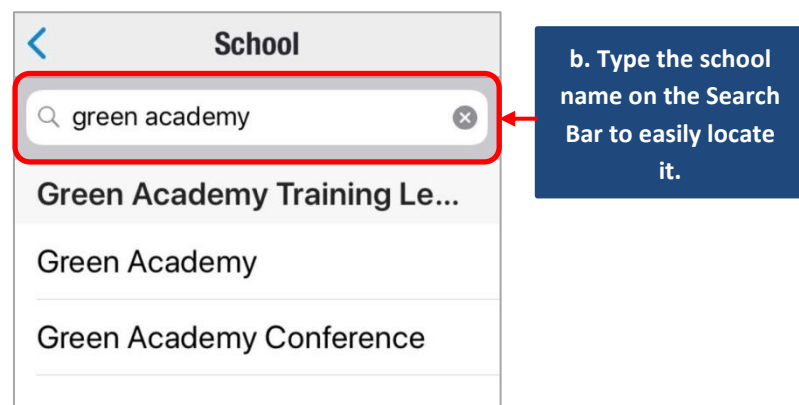 School
green academy
b. Type the school
name on the Search
Bar to easily locate
it.
Green Academy Training Le...
Green Academy
Green Academy Conference